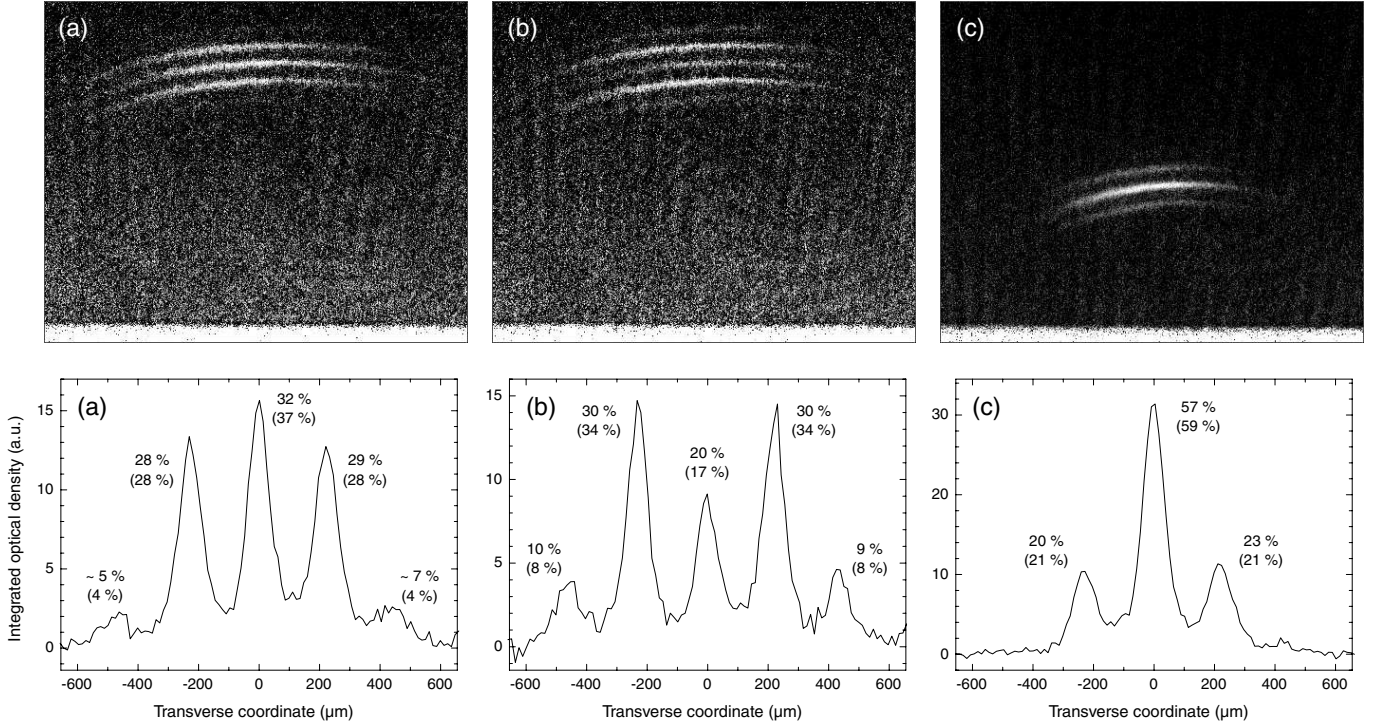 (a)
(b)
(c)
(a)
32 %
(37 %)
28 %
(28 %)
29 %
(28 %)
~ 5 %
(4 %)
~ 7 %
(4 %)
15
10
5
0
Integrated optical density (a.u.)
-600 -400 -200 0 200 400 600
Transverse coordinate (µm)
(b)
30 %
(34 %)
30 %
(34 %)
20 %
(17 %)
10 %
(8 %)
9 %
(8 %)
15
10
5
0
-600 -400 -200 0 200 400 600
Transverse coordinate (µm)
(c)
57 %
(59 %)
20 %
(21 %)
23 %
(21 %)
30
20
10
0
-600 -400 -200 0 200 400 600
Transverse coordinate (µm)